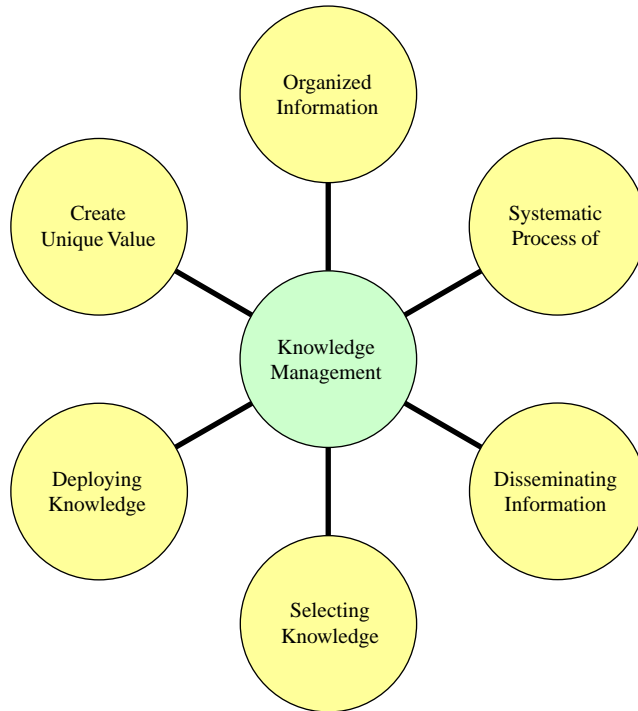 Organized
Information
Create
Unique Value
Systematic
Process of
Knowledge
Management
Deploying
Knowledge
Disseminating
Information
Selecting
Knowledge